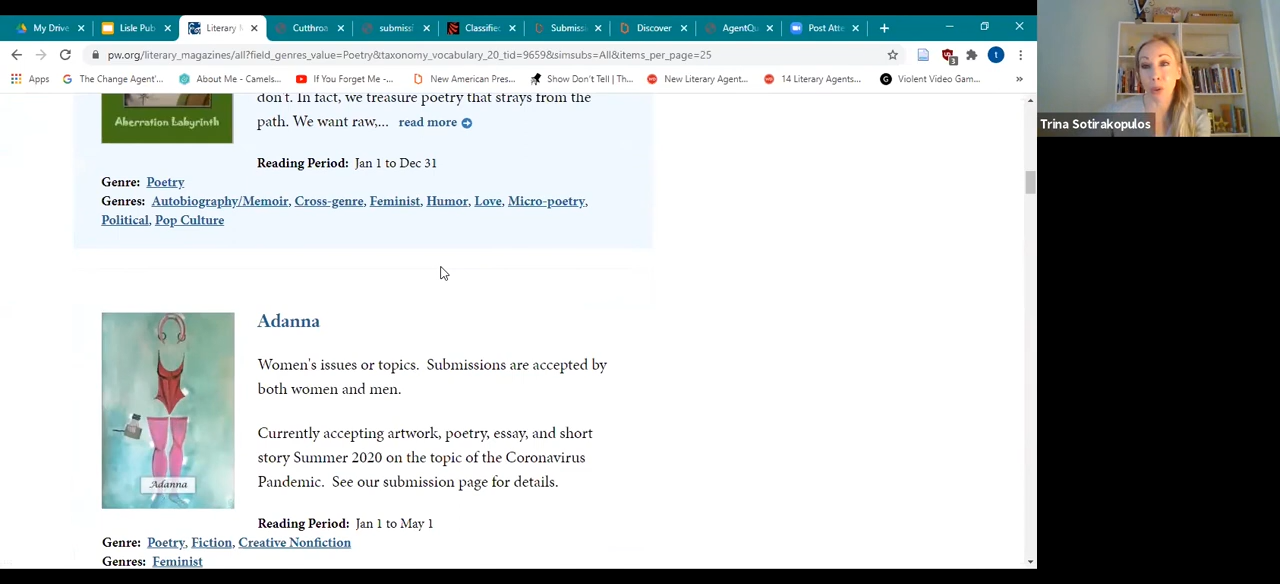 My Drive
Lisle Pub
Literary
Cutthro
submissi
Classifie
Submiss
Discover
AgentQu
Post Atte
pw.org/literary_magazines/all?field_genres_value=Poetry&taxonomy_vocabulary_20_tid=9659&simsubs=All&items_per_page=25
Apps
The Change Agent'...
About Me - Camels...
If You Forget Me -...
New American Pres...
Show Don't Tell | Th...
New Literary Agent...
14 Literary Agents...
Violent Video Gam...
Trina Sotirakopulos
don't. In fact, we treasure poetry that strays from the
path. We want raw,... read more
Aberration Labyrinth
Reading Period: Jan 1 to Dec 31
Genre: Poetry
Genres: Autobiography/Memoir, Cross-genre, Feminist, Humor, Love, Micro-poetry,
Political, Pop Culture
Adanna
Women's issues or topics. Submissions are accepted by
both women and men.
Currently accepting artwork, poetry, essay, and short
story Summer 2020 on the topic of the Coronavirus
Pandemic. See our submission page for details.
Adanna
Reading Period: Jan 1 to May 1
Genre: Poetry, Fiction, Creative Nonfiction
Genres: Feminist